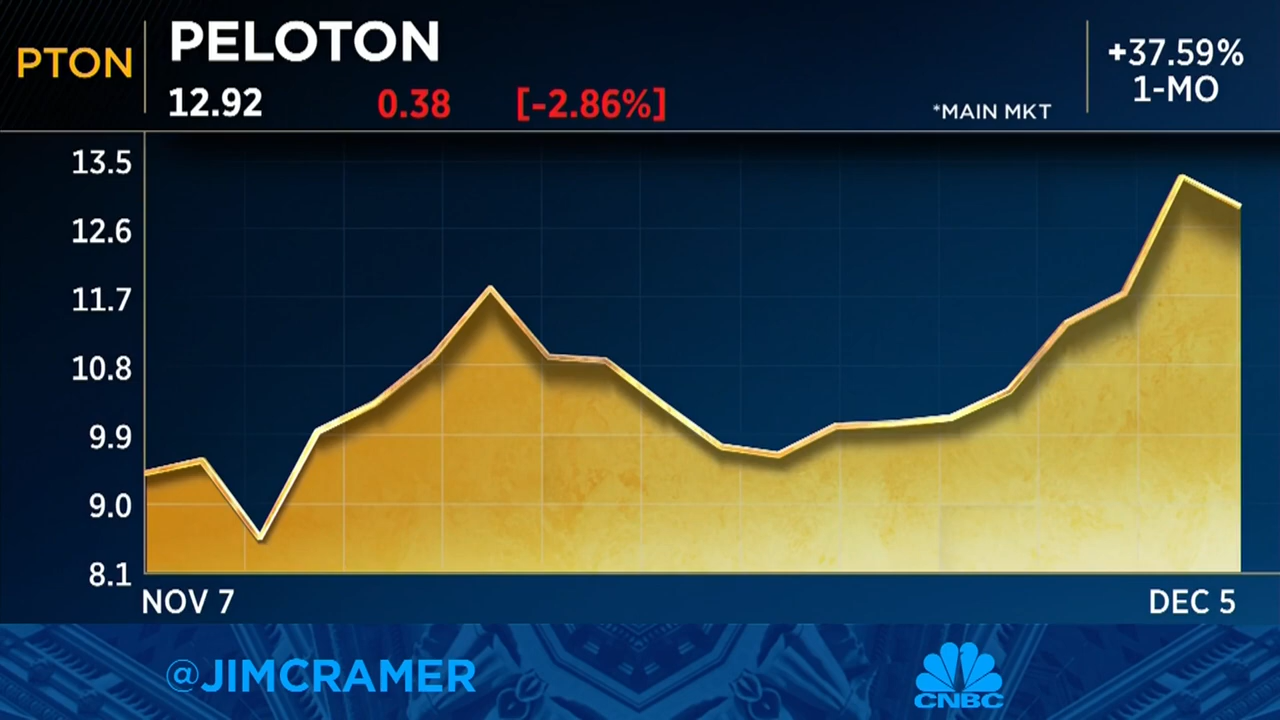 PTON
PELOTON
12.92 0.38 [-2.86%]
*MAIN MKT
+37.59%
1-MO
13.5
12.6
11.7
10.8
9.9
9.0
8.1
NOV 7 DEC 5
@JIMCRAMER
CNBC